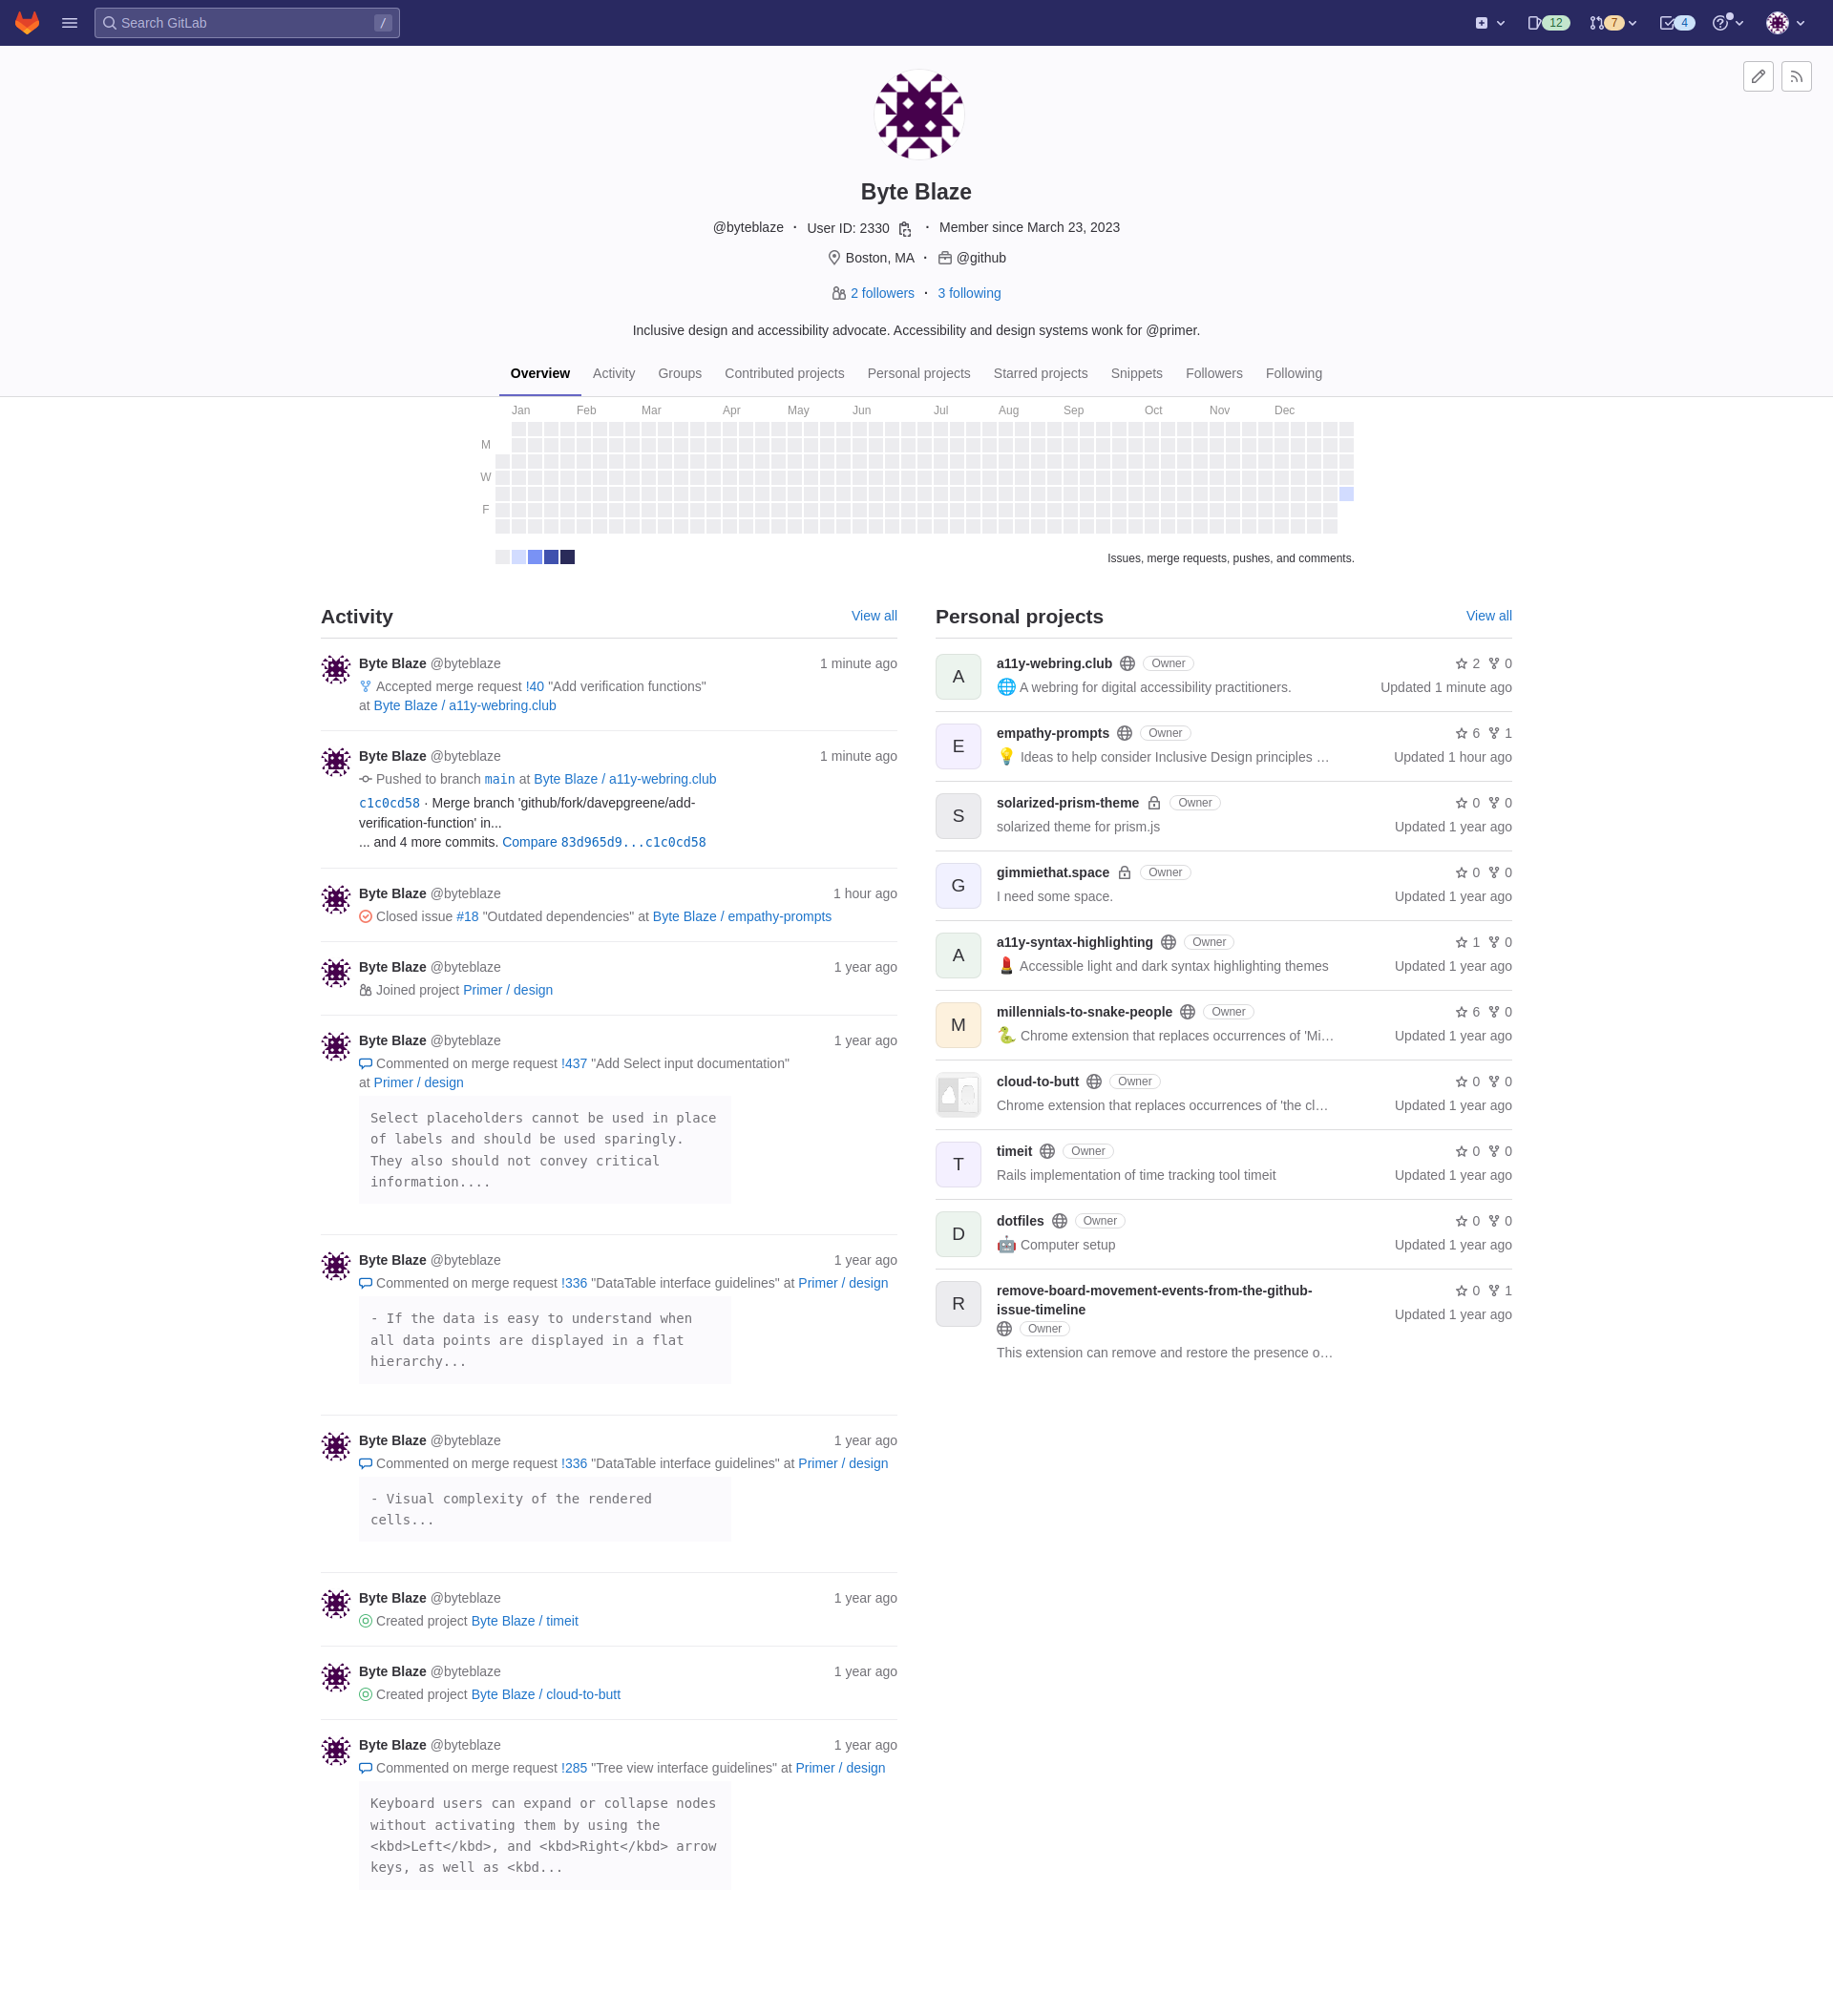 Search GitLab /
12 7 4
Byte Blaze
@byteblaze · User ID: 2330 · Member since March 23, 2023
Boston, MA · @github
2 followers · 3 following
Inclusive design and accessibility advocate. Accessibility and design systems wonk for @primer.
Overview Activity Groups Contributed projects Personal projects Starred projects Snippets Followers Following
Jan Feb Mar Apr May Jun Jul Aug Sep Oct Nov Dec
M
W
F
Issues, merge requests, pushes, and comments.
Activity View all
Byte Blaze @byteblaze 1 minute ago
Accepted merge request !40 "Add verification functions"
at Byte Blaze / a11y-webring.club
Byte Blaze @byteblaze 1 minute ago
Pushed to branch main at Byte Blaze / a11y-webring.club
c1c0cd58 · Merge branch 'github/fork/davepgreene/add-
verification-function' in...
... and 4 more commits. Compare 83d965d9...c1c0cd58
Byte Blaze @byteblaze 1 hour ago
Closed issue #18 "Outdated dependencies" at Byte Blaze / empathy-prompts
Byte Blaze @byteblaze 1 year ago
Joined project Primer / design
Byte Blaze @byteblaze 1 year ago
Commented on merge request !437 "Add Select input documentation"
at Primer / design
Select placeholders cannot be used in place
of labels and should be used sparingly.
They also should not convey critical
information....
Byte Blaze @byteblaze 1 year ago
Commented on merge request !336 "DataTable interface guidelines" at Primer / design
- If the data is easy to understand when
all data points are displayed in a flat
hierarchy...
Byte Blaze @byteblaze 1 year ago
Commented on merge request !336 "DataTable interface guidelines" at Primer / design
- Visual complexity of the rendered
cells...
Byte Blaze @byteblaze 1 year ago
Created project Byte Blaze / timeit
Byte Blaze @byteblaze 1 year ago
Created project Byte Blaze / cloud-to-butt
Byte Blaze @byteblaze 1 year ago
Commented on merge request !285 "Tree view interface guidelines" at Primer / design
Keyboard users can expand or collapse nodes
without activating them by using the
<kbd>Left</kbd>, and <kbd>Right</kbd> arrow
keys, as well as <kbd...
Personal projects View all
A a11y-webring.club Owner 2 0
🌐 A webring for digital accessibility practitioners. Updated 1 minute ago
E empathy-prompts Owner 6 1
💡 Ideas to help consider Inclusive Design principles … Updated 1 hour ago
S solarized-prism-theme Owner 0 0
solarized theme for prism.js Updated 1 year ago
G gimmiethat.space Owner 0 0
I need some space. Updated 1 year ago
A a11y-syntax-highlighting Owner 1 0
💄 Accessible light and dark syntax highlighting themes Updated 1 year ago
M millennials-to-snake-people Owner 6 0
🐍 Chrome extension that replaces occurrences of 'Mi… Updated 1 year ago
cloud-to-butt Owner 0 0
Chrome extension that replaces occurrences of 'the cl… Updated 1 year ago
T timeit Owner 0 0
Rails implementation of time tracking tool timeit Updated 1 year ago
D dotfiles Owner 0 0
🤖 Computer setup Updated 1 year ago
R remove-board-movement-events-from-the-github- 0 1
issue-timeline Updated 1 year ago
Owner
This extension can remove and restore the presence o…